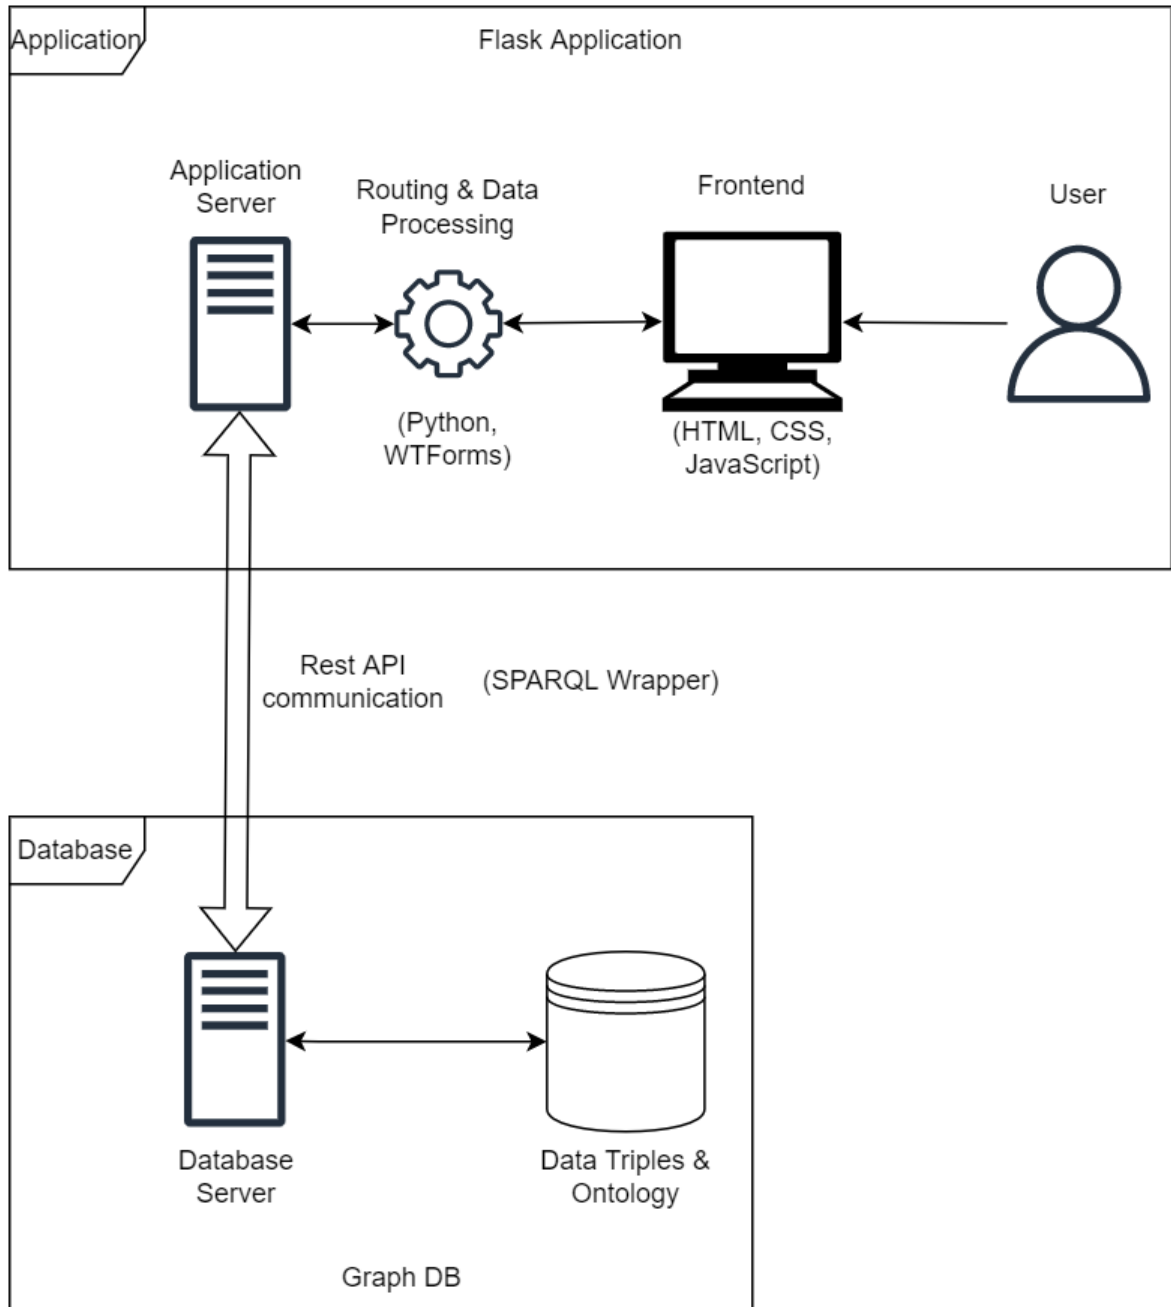 Application
Flask Application
Application
Server
Routing & Data
Processing
Frontend
User
(Python,
WTForms)
(HTML, CSS,
JavaScript)
Rest API
communication
(SPARQL Wrapper)
Database
Database
Server
Data Triples &
Ontology
Graph DB